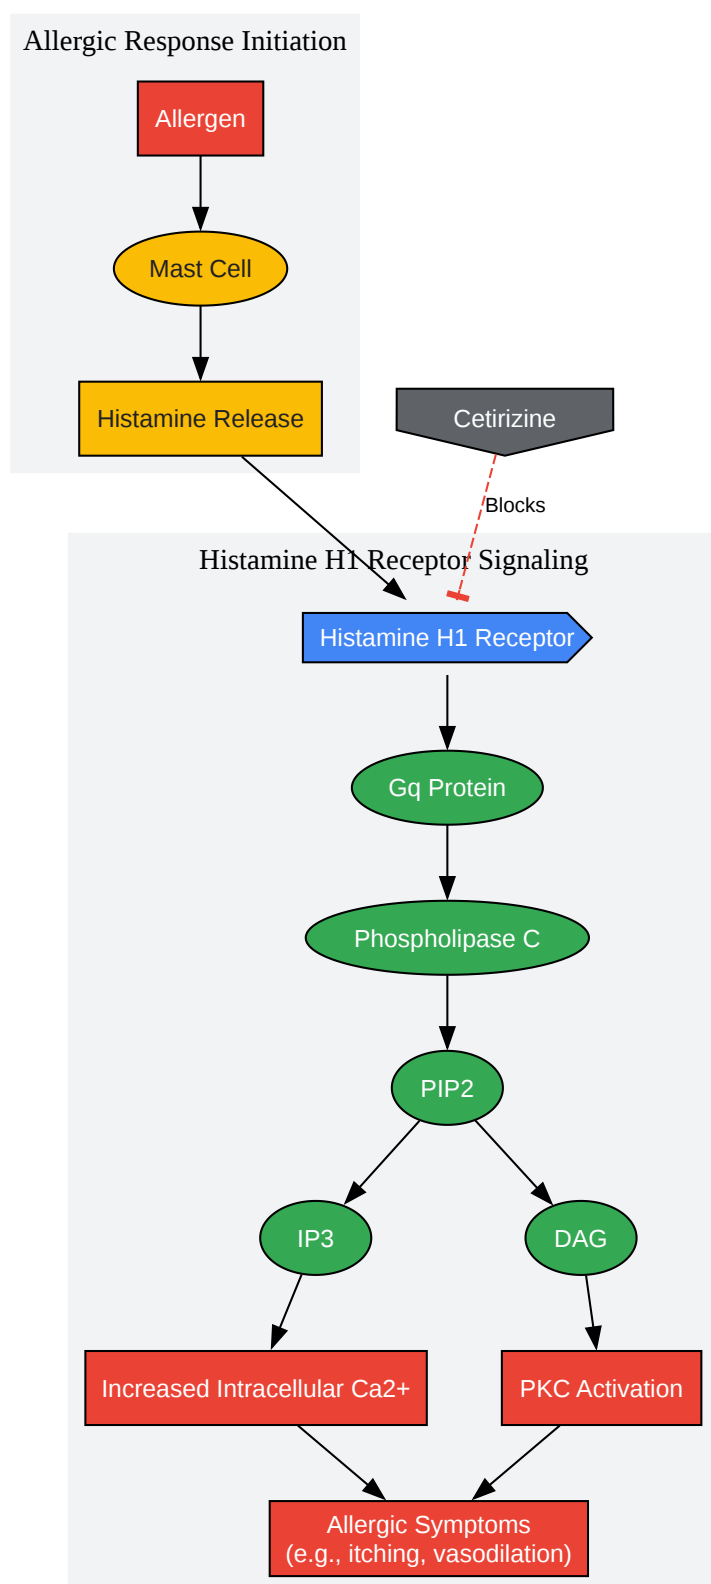 Allergic Response Initiation
Allergen
Mast Cell
Histamine Release
Cetirizine
Blocks
Histamine H1 Receptor Signaling
Histamine H1 Receptor
Gq Protein
Phospholipase C
PIP2
IP3
DAG
Increased Intracellular Ca2+
PKC Activation
Allergic Symptoms
(e.g., itching, vasodilation)